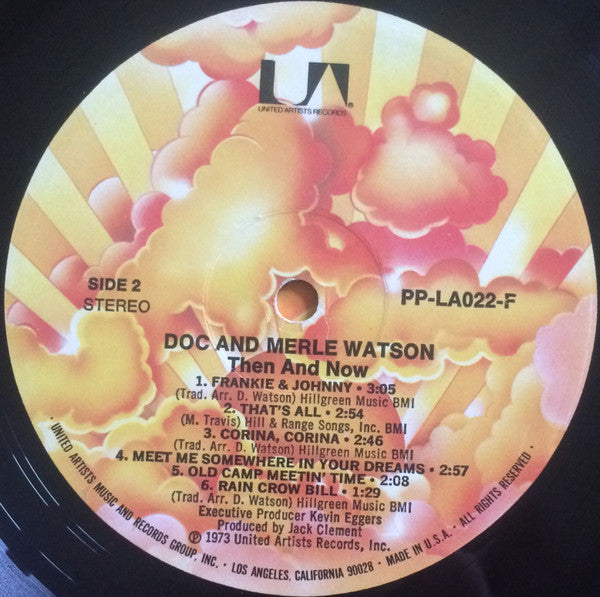 UA®
UNITED ARTISTS RECORDS
SIDE 2
STEREO
PP-LA022-F
DOC AND MERLE WATSON
Then And Now
1. FRANKIE & JOHNNY • 3:05
(Trad. Arr. D. Watson) Hillgreen Music BMI
2. THAT'S ALL • 2:54
(M. Travis) Hill & Range Songs, Inc. BMI
3. CORINA, CORINA • 2:46
(Trad. Arr. D. Watson) Hillgreen Music BMI
4. MEET ME SOMEWHERE IN YOUR DREAMS • 2:57
5. OLD CAMP MEETIN' TIME • 2:08
6. RAIN CROW BILL • 1:29
(Trad. Arr. D. Watson) Hillgreen Music BMI
Executive Producer Kevin Eggers
Produced by Jack Clement
℗ 1973 United Artists Records, Inc.
• UNITED ARTISTS MUSIC AND RECORDS GROUP, INC. • LOS ANGELES, CALIFORNIA 90028 • MADE IN U.S.A. • ALL RIGHTS RESERVED •